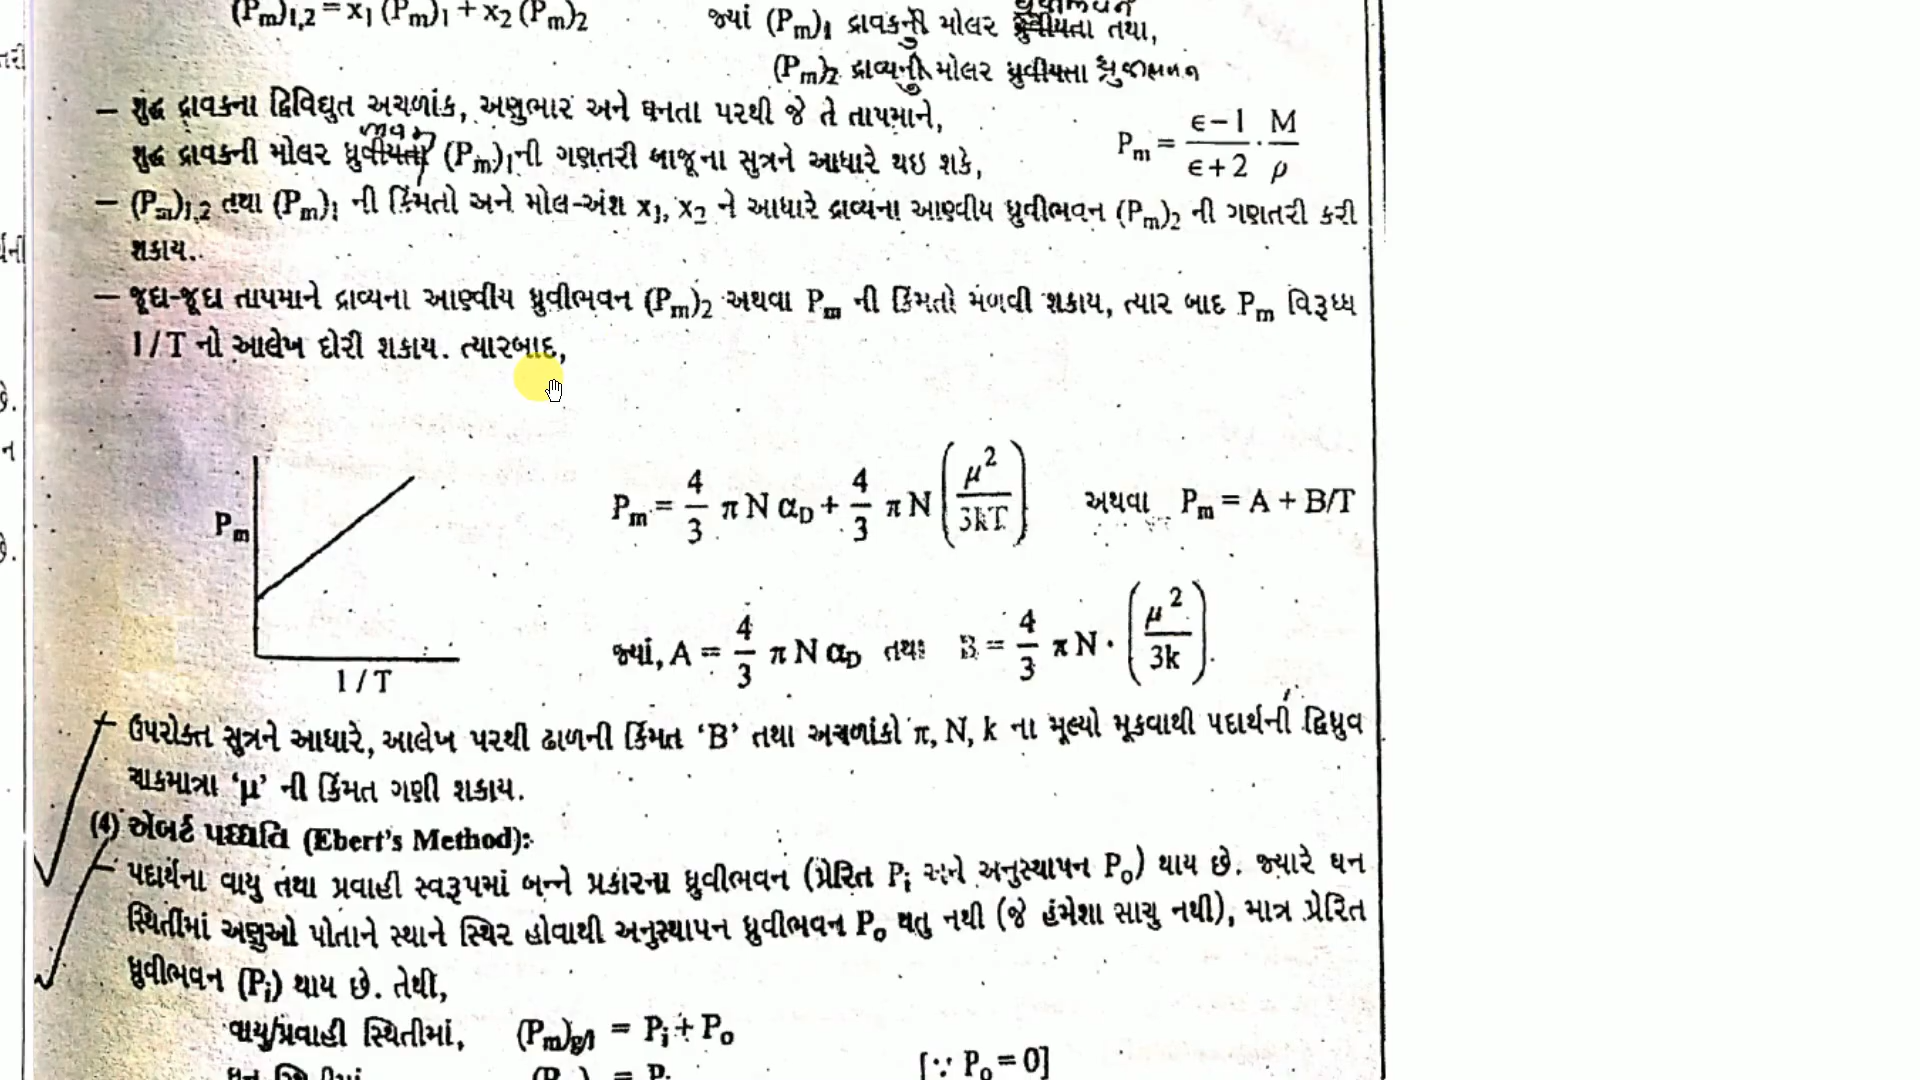 (Pm)1,2 = x1 (Pm)1 + x2 (Pm)2 જ્યાં (Pm)1 દ્રાવકની મોલર ધ્રુવીયતા તથા,
(Pm)2 દ્રાવ્યની મોલર ધ્રુવીયતા
– શુદ્ધ દ્રાવકના દ્વિવિદ્યુત અચળાંક, અણુભાર અને ઘનતા પરથી જે તે તાપમાને,
શુદ્ધ દ્રાવકની મોલર ધ્રુવીયતા (Pm)1ની ગણતરી બાજૂના સુત્રને આધારે થઇ શકે,
Pm = ϵ–1/ϵ+2 · M/ρ
– (Pm)1,2 તથા (Pm)1 ની કિંમતો અને મોલ-અંશ x1, x2 ને આધારે દ્રાવ્યના આણ્વીય ધ્રુવીભવન (Pm)2 ની ગણતરી કરી
શકાય.
– જૂદા-જૂદા તાપમાને દ્રાવ્યના આણ્વીય ધ્રુવીભવન (Pm)2 અથવા Pm ની કિંમતો મળવી શકાય, ત્યાર બાદ Pm વિરૂધ્ધ
1/T નો આલેખ દોરી શકાય. ત્યારબાદ,
Pm
1/T
Pm = 4/3 π N αD + 4/3 π N (μ²/3kT) અથવા Pm = A + B/T
જ્યાં, A = 4/3 π N αD તથા B = 4/3 π N · (μ²/3k).
– ઉપરોક્ત સુત્રને આધારે, આલેખ પરથી ઢાળની કિંમત ‘B’ તથા અચળાંકો π, N, k ના મૂલ્યો મૂકવાથી પદાર્થની દ્વિધ્રુવ
ચાકમાત્રા ‘μ’ ની કિંમત ગણી શકાય.
(4) એબર્ટ પધ્ધતિ (Ebert's Method):-
– પદાર્થના વાયુ તથા પ્રવાહી સ્વરૂપમાં બન્ને પ્રકારના ધ્રુવીભવન (પ્રેરિત Pi અને અનુસ્થાપન Po) થાય છે. જ્યારે ઘન
સ્થિતીમાં અણુઓ પોતાને સ્થાને સ્થિર હોવાથી અનુસ્થાપન ધ્રુવીભવન Po થતુ નથી (જે હંમેશા સાચુ નથી), માત્ર પ્રેરિત
ધ્રુવીભવન (Pi) થાય છે. તેથી,
વાયુ/પ્રવાહી સ્થિતીમાં, (Pm)g/l = Pi + Po
[∵ Po = 0]